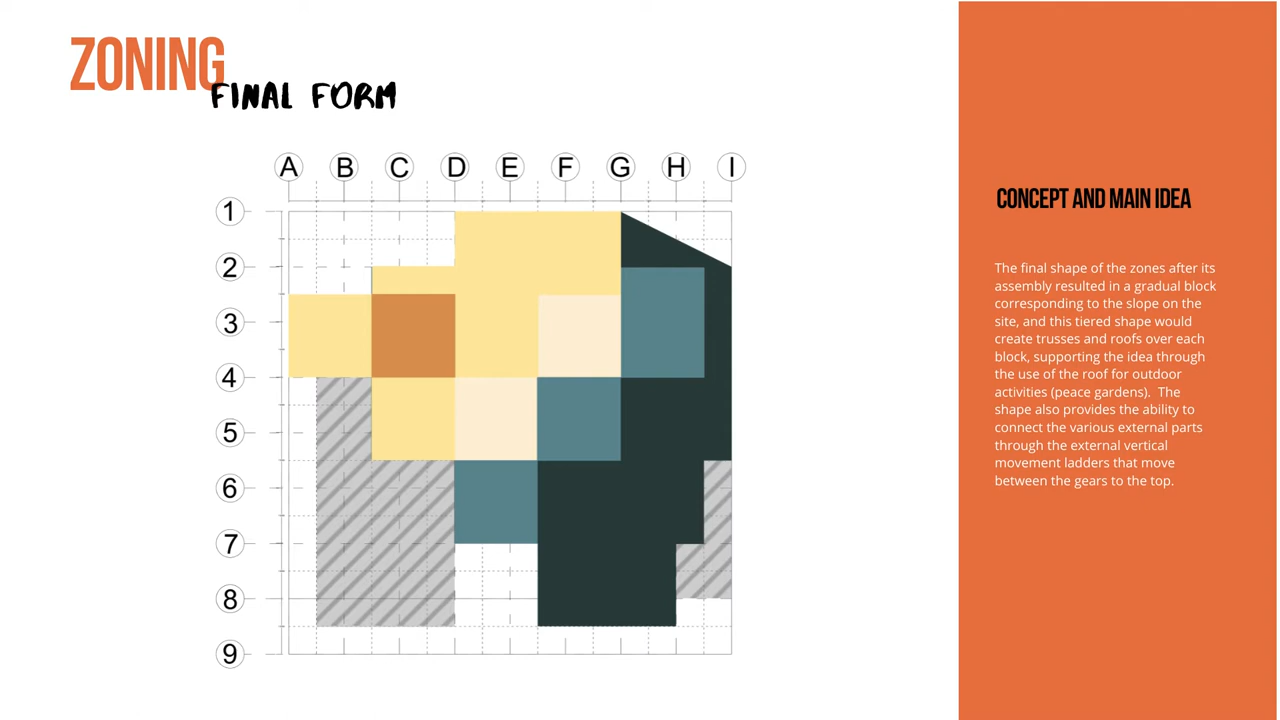 ZONING
FINAL FORM
A B C D E F G H I
1
2
3
4
5
6
7
8
9
CONCEPT AND MAIN IDEA
The final shape of the zones after its
assembly resulted in a gradual block
corresponding to the slope on the
site, and this tiered shape would
create trusses and roofs over each
block, supporting the idea through
the use of the roof for outdoor
activities (peace gardens). The
shape also provides the ability to
connect the various external parts
through the external vertical
movement ladders that move
between the gears to the top.